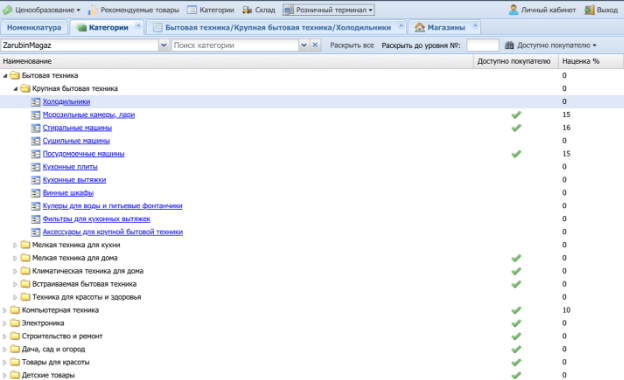 Ценообразование Рекомендуемые товары Категории Склад Розничный терминал Личный кабинет Выход
Номенклатура Категории Бытовая техника/Крупная бытовая техника/Холодильники Магазины
ZarubinMagaz Поиск категории Раскрыть все Раскрыть до уровня №: Доступно покупателю
Наименование Доступно покупателю Наценка %
Бытовая техника 0
Крупная бытовая техника 0
Холодильники 0
Морозильные камеры, лари 15
Стиральные машины 16
Сушильные машины 0
Посудомоечные машины 15
Кухонные плиты 0
Кухонные вытяжки 0
Винные шкафы 0
Кулеры для воды и питьевые фонтанчики 0
Фильтры для кухонных вытяжек 0
Аксессуары для крупной бытовой техники 0
Мелкая техника для кухни 0
Мелкая техника для дома 0
Климатическая техника для дома 0
Встраиваемая бытовая техника 0
Техника для красоты и здоровья 0
Компьютерная техника 10
Электроника 0
Строительство и ремонт 0
Дача, сад и огород 0
Товары для красоты 0
Детские товары 0